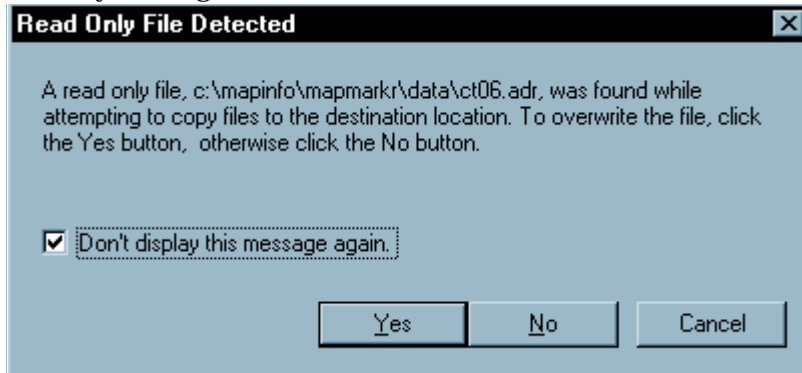 Read Only File Detected
A read only file, c:\mapinfo\mapmarkr\data\ct06.adr, was found while
attempting to copy files to the destination location. To overwrite the file, click
the Yes button,  otherwise click the No button.
Don't display this message again.
Yes No Cancel